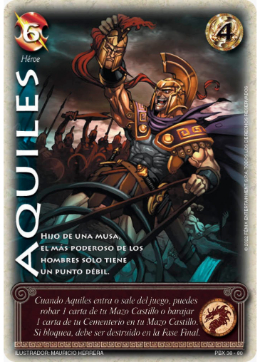 6
4
Héroe
AQUILES
HIJO DE UNA MUSA,
EL MAS PODEROSO DE LOS
HOMBRES SÓLO TIENE
UN PUNTO DÉBIL.
Cuando Aquiles entra o sale del juego, puedes
robar 1 carta de tu Mazo Castillo o barajar
1 carta de tu Cementerio en tu Mazo Castillo.
Si bloquea, debe ser destruido en la Fase Final.
ILUSTRADOR: MAURICIO HERRERA